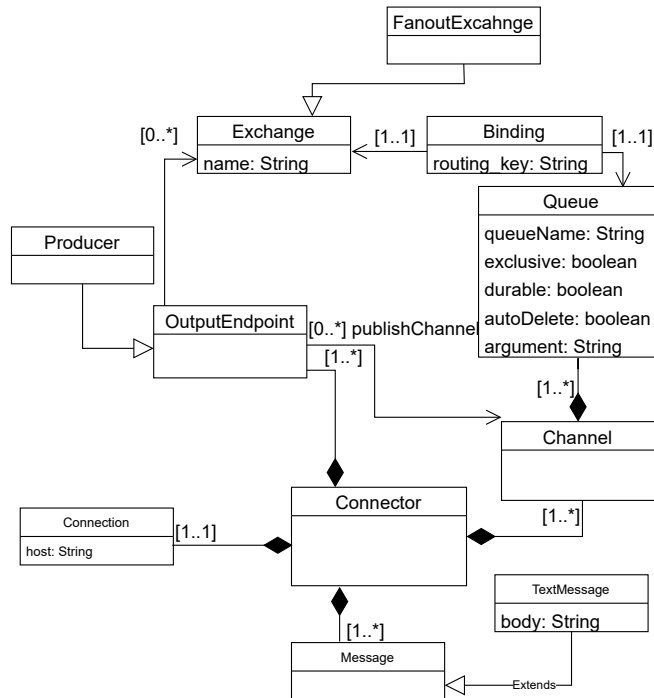 FanoutExcahnge
[0..*]
Exchange
name: String
[1..1]
Binding
routing_key: String
[1..1]
Queue
queueName: String
exclusive: boolean
durable: boolean
autoDelete: boolean
argument: String
Producer
OutputEndpoint
[0..*] publishChannel
[1..*]
[1..*]
Channel
Connector
Connection
host: String
[1..1]
[1..*]
TextMessage
body: String
[1..*]
Message
Extends